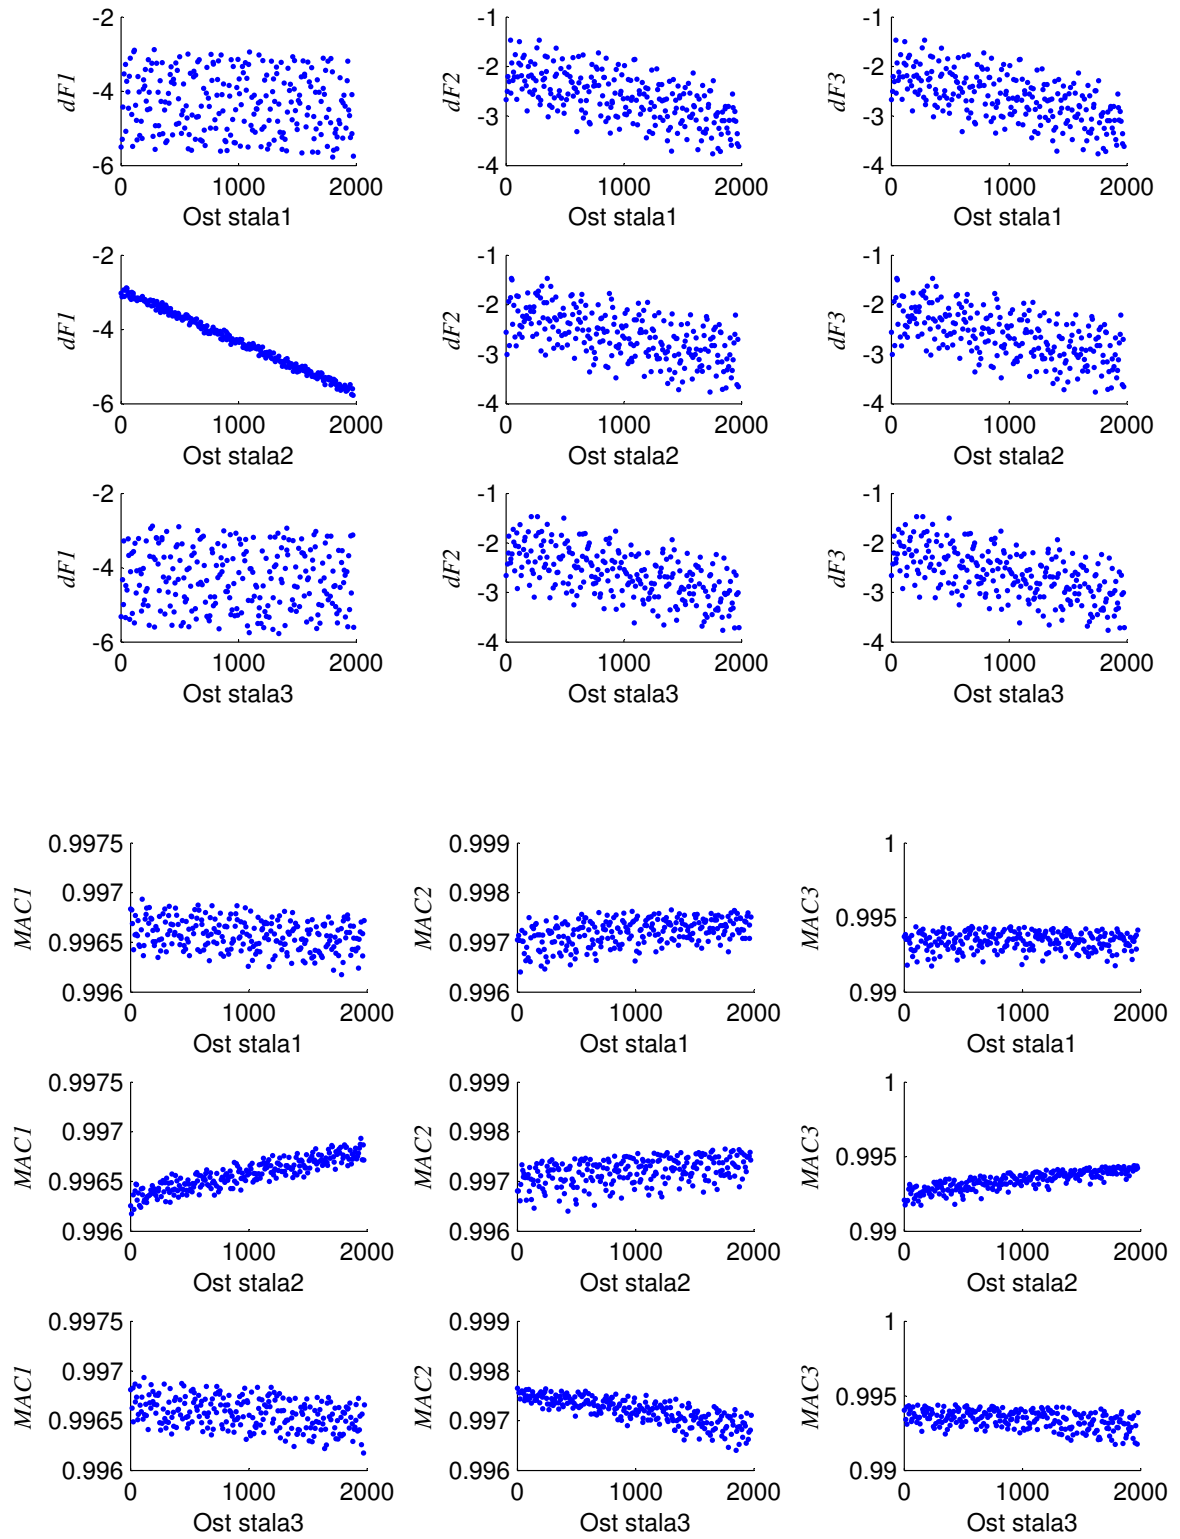 -2 -1 -1
dF1 -4 dF2 -2 -3 dF3 -2 -3
-6 -4 -4
0 1000 2000 0 1000 2000 0 1000 2000
Ost stala1 Ost stala1 Ost stala1
-2 -1 -1
dF1 -4 dF2 -2 -3 dF3 -2 -3
-6 -4 -4
0 1000 2000 0 1000 2000 0 1000 2000
Ost stala2 Ost stala2 Ost stala2
-2 -1 -1
dF1 -4 dF2 -2 -3 dF3 -2 -3
-6 -4 -4
0 1000 2000 0 1000 2000 0 1000 2000
Ost stala3 Ost stala3 Ost stala3
0.9975 0.999 1
MAC1 0.997 0.9965 MAC2 0.998 0.997 MAC3 0.995
0.996 0.996 0.99
0 1000 2000 0 1000 2000 0 1000 2000
Ost stala1 Ost stala1 Ost stala1
0.9975 0.999 1
MAC1 0.997 0.9965 MAC2 0.998 0.997 MAC3 0.995
0.996 0.996 0.99
0 1000 2000 0 1000 2000 0 1000 2000
Ost stala2 Ost stala2 Ost stala2
0.9975 0.999 1
MAC1 0.997 0.9965 MAC2 0.998 0.997 MAC3 0.995
0.996 0.996 0.99
0 1000 2000 0 1000 2000 0 1000 2000
Ost stala3 Ost stala3 Ost stala3